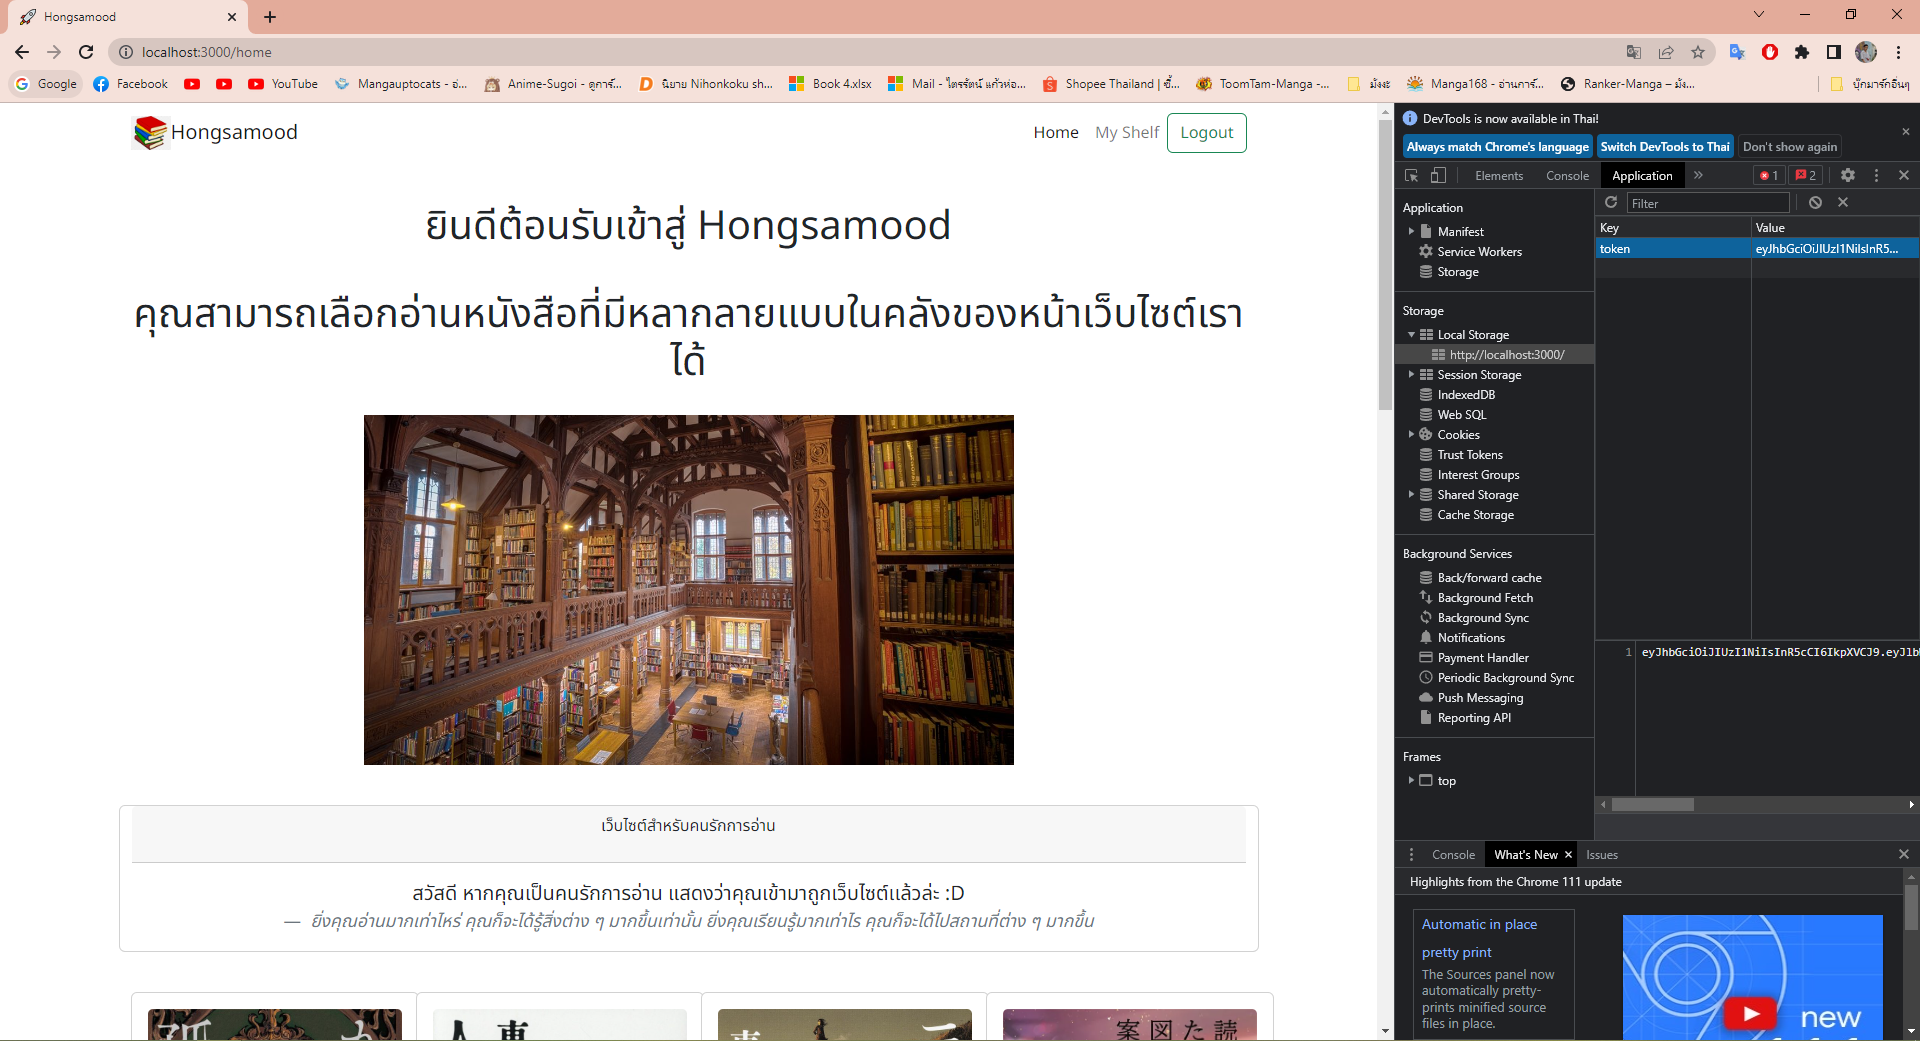 Hongsamood
localhost:3000/home
Google
Facebook
YouTube
Mangauptocats - อ่...
Anime-Sugoi - ดูการ์...
นิยาย Nihonkoku sh...
Book 4.xlsx
Mail - ไตรรัตน์ แก้วห่อ...
Shopee Thailand | ซื้...
ToomTam-Manga -...
มังงะ
Manga168 - อ่านการ์...
Ranker-Manga – มัง...
บุ๊กมาร์กอื่นๆ
Hongsamood
Home
My Shelf
Logout
ยินดีต้อนรับเข้าสู่ Hongsamood
คุณสามารถเลือกอ่านหนังสือที่มีหลากลายแบบในคลังของหน้าเว็บไซต์เรา
ได้
เว็บไซต์สำหรับคนรักการอ่าน
สวัสดี หากคุณเป็นคนรักการอ่าน แสดงว่าคุณเข้ามาถูกเว็บไซต์แล้วล่ะ :D
— ยิ่งคุณอ่านมากเท่าไหร่ คุณก็จะได้รู้สิ่งต่าง ๆ มากขึ้นเท่านั้น ยิ่งคุณเรียนรู้มากเท่าไร คุณก็จะได้ไปสถานที่ต่าง ๆ มากขึ้น
案図た読
DevTools is now available in Thai!
Always match Chrome's language
Switch DevTools to Thai
Don't show again
Elements
Console
Application
1
2
Application
Manifest
Service Workers
Storage
Storage
Local Storage
http://localhost:3000/
Session Storage
IndexedDB
Web SQL
Cookies
Trust Tokens
Interest Groups
Shared Storage
Cache Storage
Background Services
Back/forward cache
Background Fetch
Background Sync
Notifications
Payment Handler
Periodic Background Sync
Push Messaging
Reporting API
Frames
top
Filter
Key
Value
token
eyJhbGciOiJIUzI1NiIsInR5...
1
eyJhbGciOiJIUzI1NiIsInR5cCI6IkpXVCJ9.eyJ1b
Console
What's New
Issues
Highlights from the Chrome 111 update
Automatic in place
pretty print
The Sources panel now
automatically pretty-
prints minified source
files in place.
new